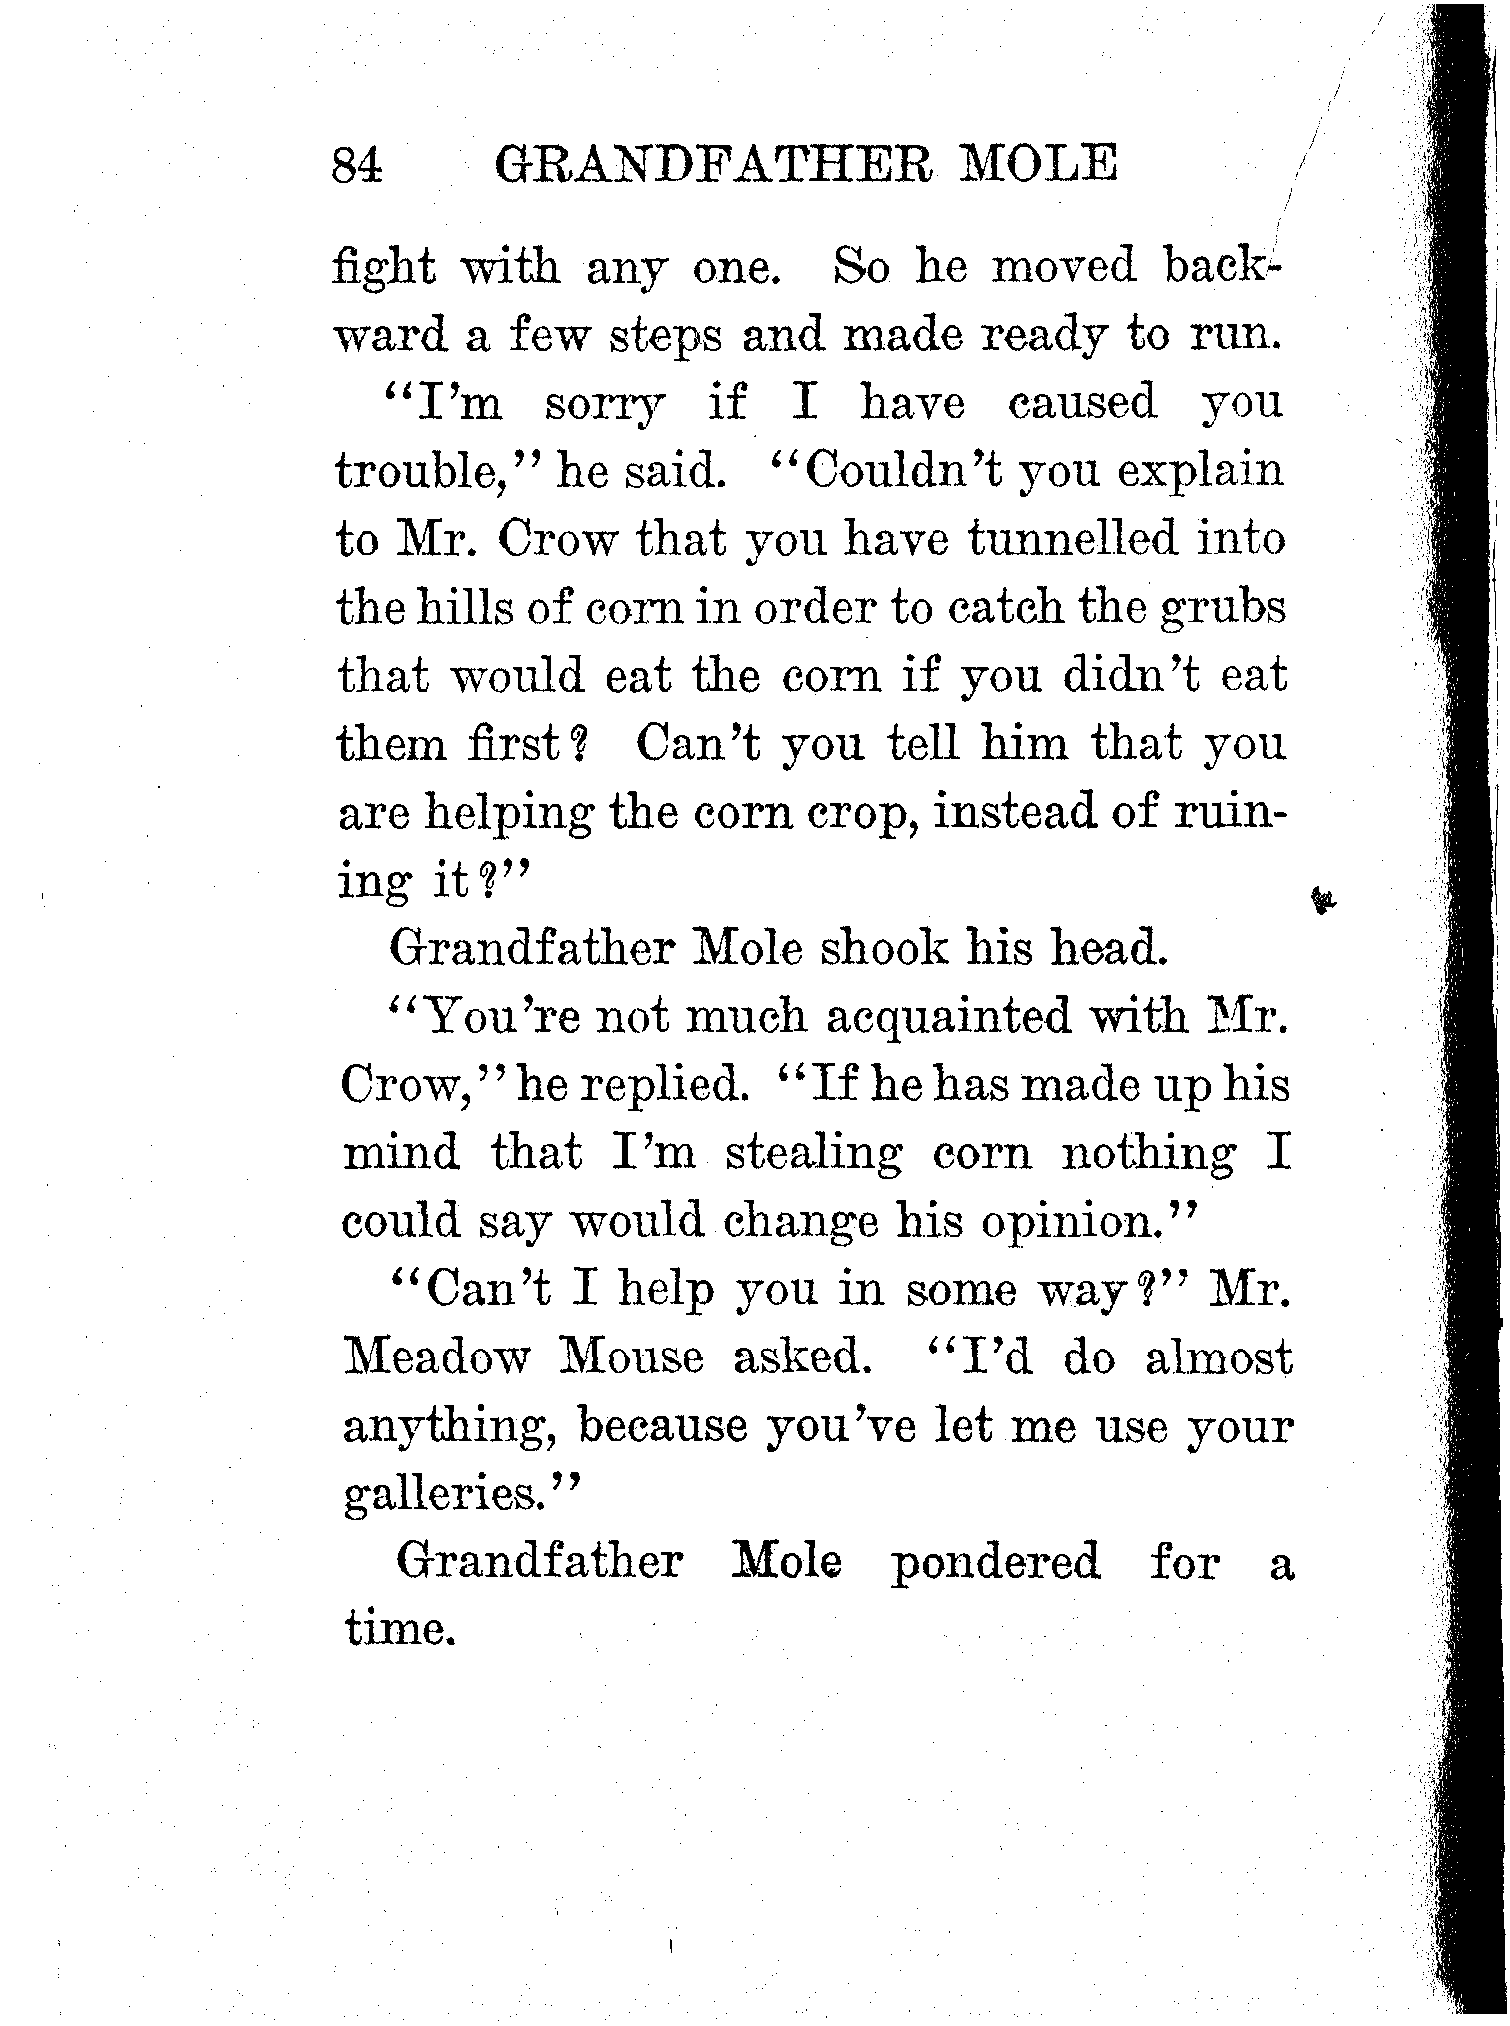 84 GRANDFATHER MOLE
fight with any one. So he moved back-
ward a few steps and made ready to run.
"I'm sorry if I have caused you
trouble," he said. "Couldn't you explain
to Mr. Crow that you have tunnelled into
the hills of corn in order to catch the grubs
that would eat the corn if you didn't eat
them first? Can't you tell him that you
are helping the corn crop, instead of ruin-
ing it?"
Grandfather Mole shook his head.
"You're not much acquainted with Mr.
Crow," he replied. "If he has made up his
mind that I'm stealing corn nothing I
could say would change his opinion."
"Can't I help you in some way?" Mr.
Meadow Mouse asked. "I'd do almost
anything, because you've let me use your
galleries."
Grandfather Mole pondered for a
time.